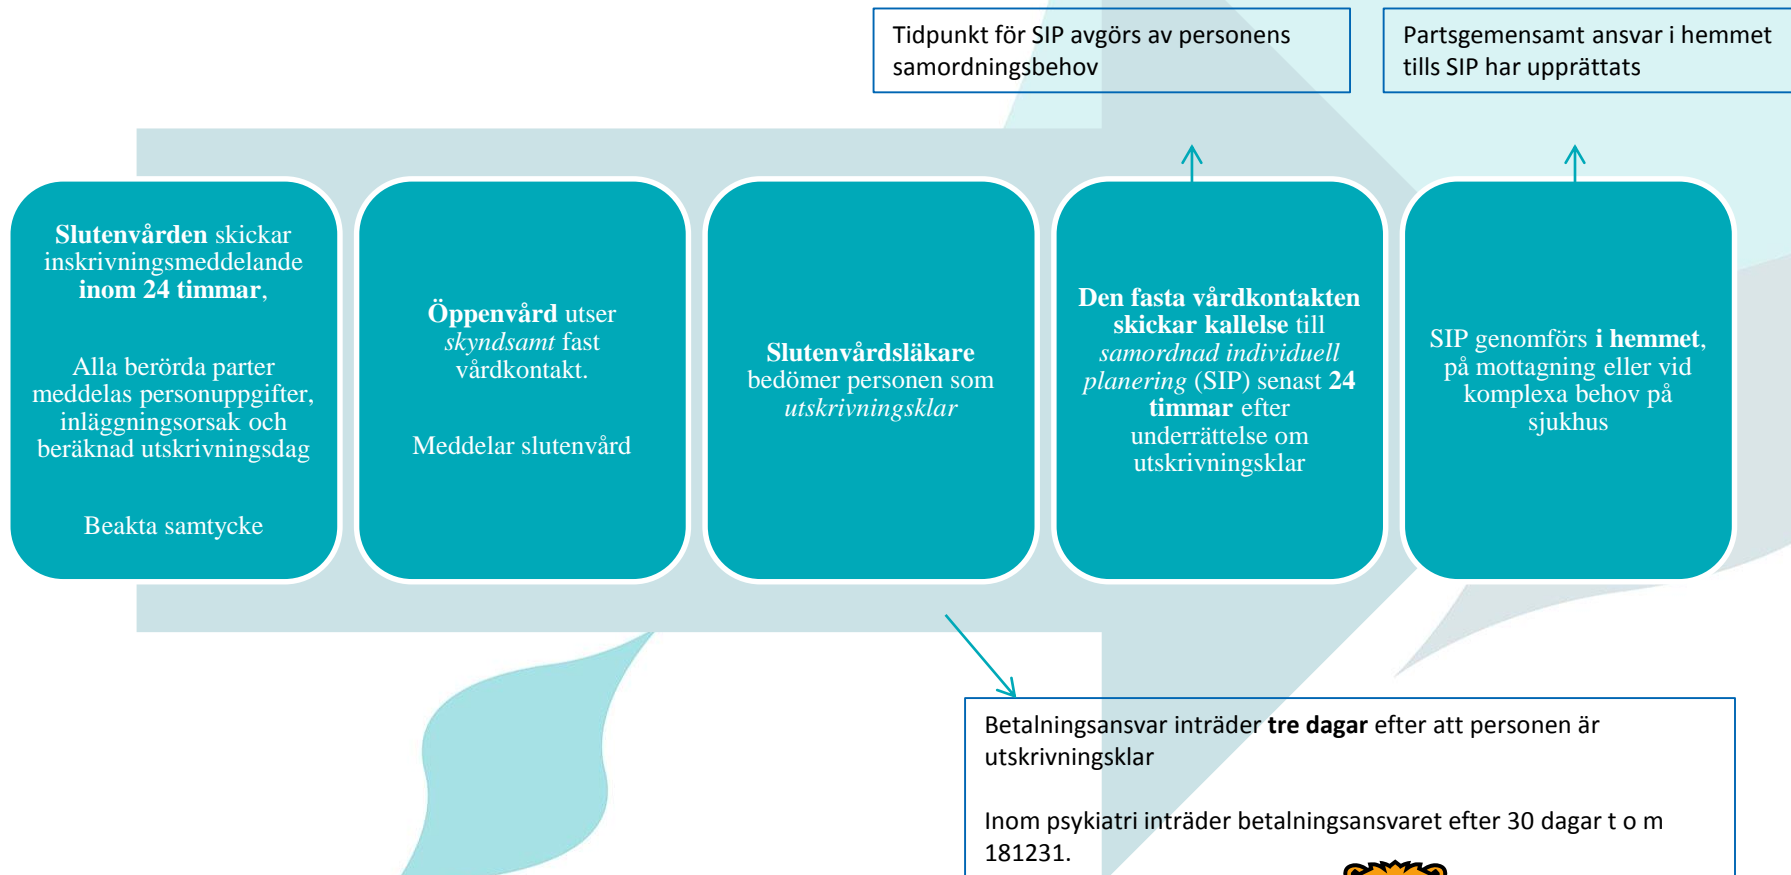 Tidpunkt för SIP avgörs av personens
samordningsbehov
Partsgemensamt ansvar i hemmet
tills SIP har upprättats
Slutenvården skickar
inskrivningsmeddelande
inom 24 timmar,
Alla berörda parter
meddelas personuppgifter,
inläggningsorsak och
beräknad utskrivningsdag
Beakta samtycke
Öppenvård utser
skyndsamt fast
vårdkontakt.
Meddelar slutenvård
Slutenvårdsläkare
bedömer personen som
utskrivningsklar
Den fasta vårdkontakten
skickar kallelse till
samordnad individuell
planering (SIP) senast 24
timmar efter
underrättelse om
utskrivningsklar
SIP genomförs i hemmet,
på mottagning eller vid
komplexa behov på
sjukhus
Betalningsansvar inträder tre dagar efter att personen är
utskrivningsklar
Inom psykiatri inträder betalningsansvaret efter 30 dagar t o m
181231.